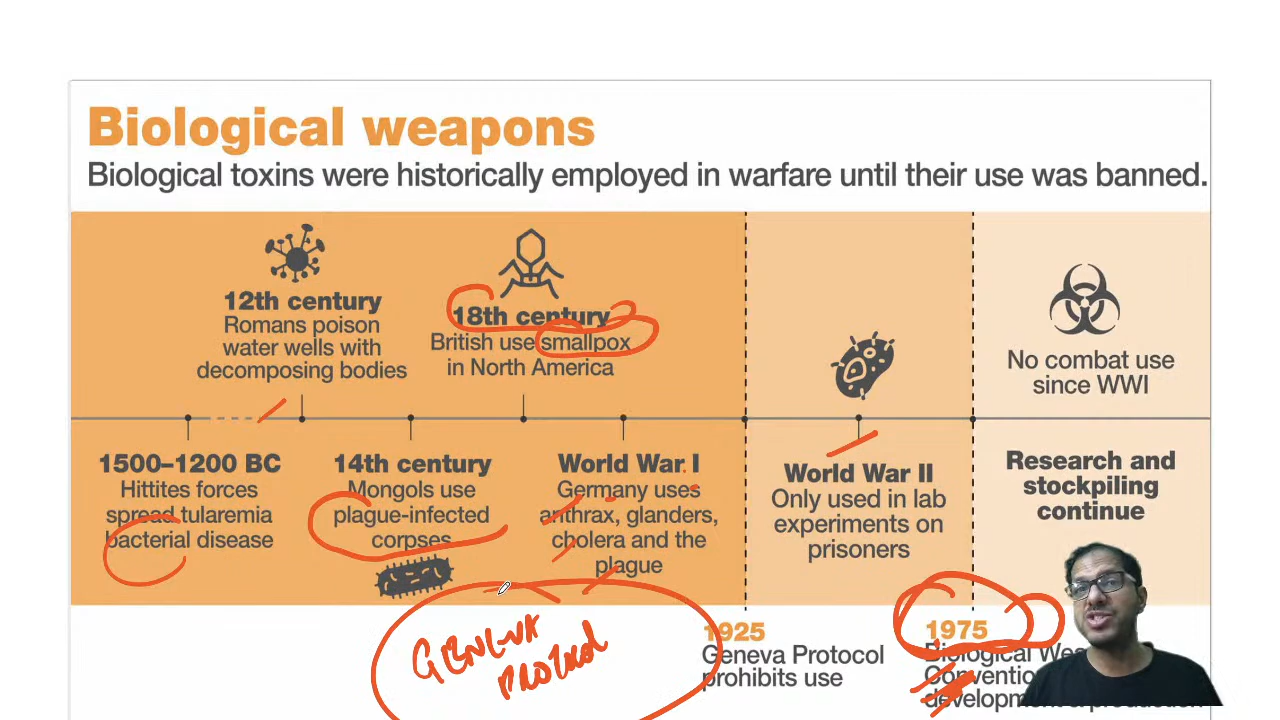 Biological weapons
Biological toxins were historically employed in warfare until their use was banned.
12th century
Romans poison
water wells with
decomposing bodies
18th century
British use smallpox
in North America
No combat use
since WWI
1500–1200 BC
Hittites forces
spread tularemia
bacterial disease
14th century
Mongols use
plague-infected
corpses
World War I
Germany uses
anthrax, glanders,
cholera and the
plague
World War II
Only used in lab
experiments on
prisoners
Research and
stockpiling
continue
GENEVA
PROTOCOL
1925
Geneva Protocol
prohibits use
1975
Biological